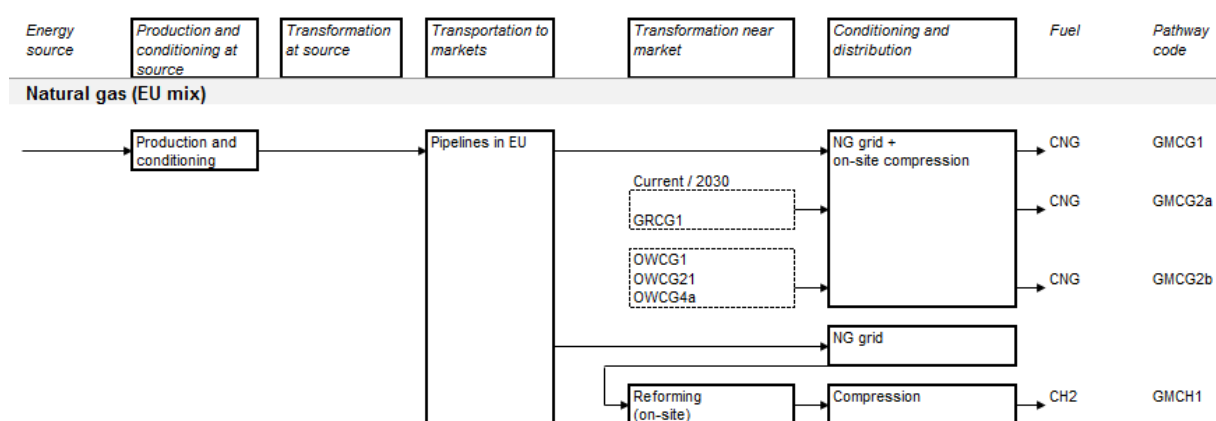 Energy source
Production and conditioning at source
Transformation at source
Transportation to markets
Transformation near market
Conditioning and distribution
Fuel
Pathway code
Natural gas (EU mix)
Production and conditioning
Pipelines in EU
NG grid + on-site compression
CNG
GMCG1
Current / 2030
GRCG1
CNG
GMCG2a
OWCG1
OWCG21
OWCG4a
CNG
GMCG2b
NG grid
Reforming (on-site)
Compression
CH2
GMCH1